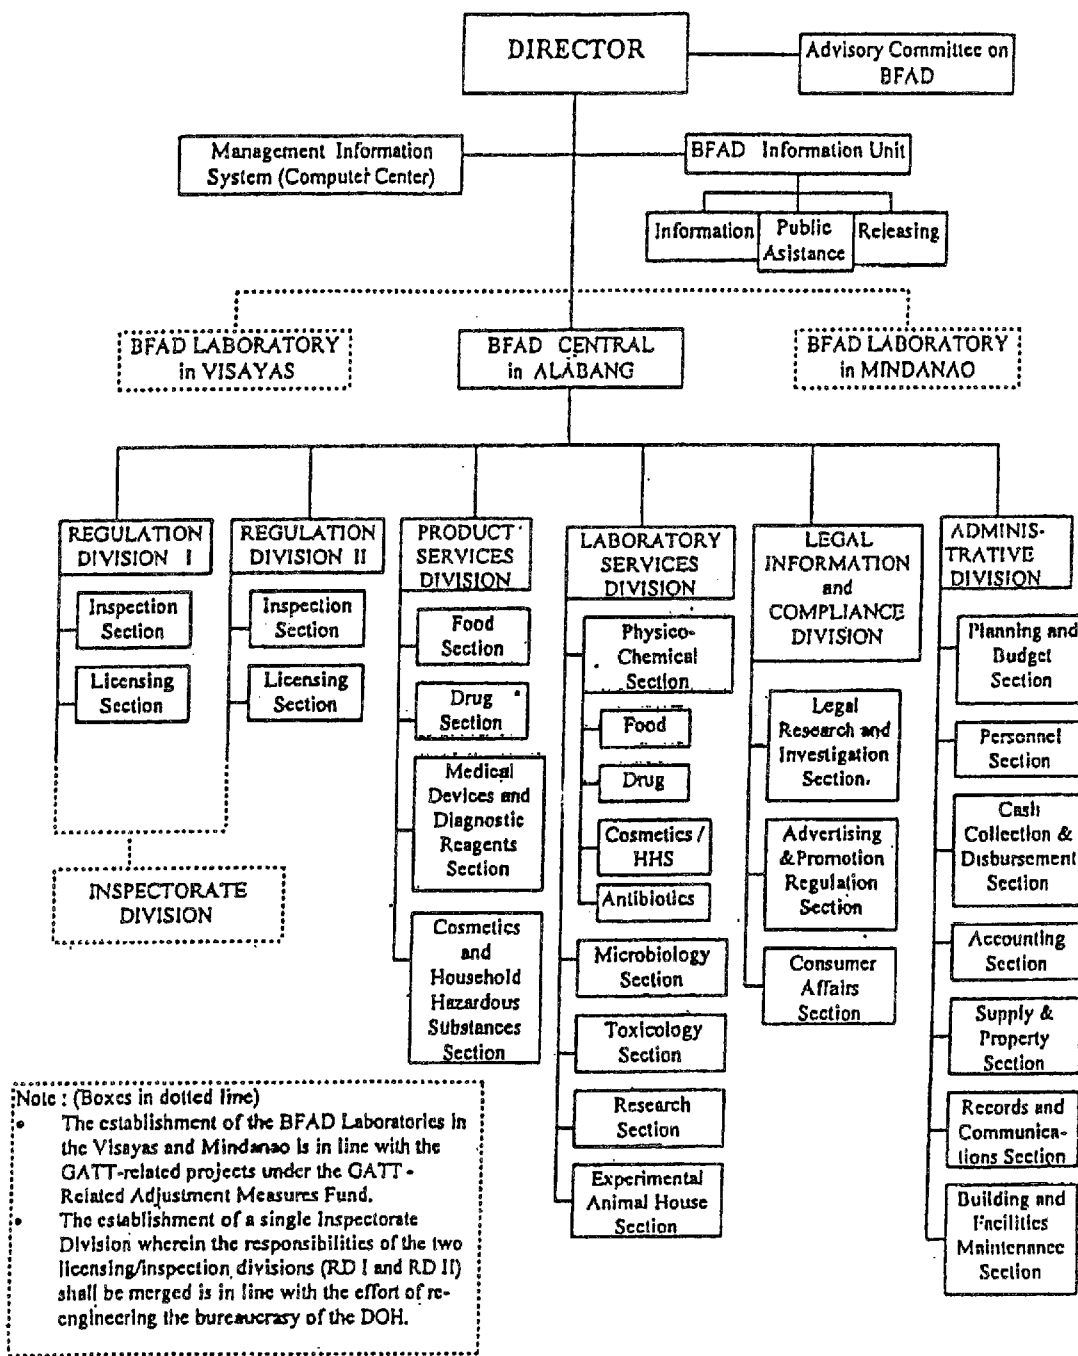 DIRECTOR
Advisory Committee on
BFAD
Management Information
System (Computer Center)
BFAD Information Unit
Information
Public
Asistance
Releasing
BFAD LABORATORY
in VISAYAS
BFAD CENTRAL
in ALABANG
BFAD LABORATORY
in MINDANAO
REGULATION
DIVISION I
Inspection
Section
Licensing
Section
REGULATION
DIVISION II
Inspection
Section
Licensing
Section
INSPECTORATE
DIVISION
PRODUCT
SERVICES
DIVISION
Food
Section
Drug
Section
Medical
Devices and
Diagnostic
Reagents
Section
Cosmetics
and
Household
Hazardous
Substances
Section
LABORATORY
SERVICES
DIVISION
Physico-
Chemical
Section
Food
Drug
Cosmetics /
HHS
Antibiotics
Microbiology
Section
Toxicology
Section
Research
Section
Experimental
Animal House
Section
LEGAL
INFORMATION
and
COMPLIANCE
DIVISION
Legal
Research and
Investigation
Section.
Advertising
& Promotion
Regulation
Section
Consumer
Affairs
Section
ADMINIS-
TRATIVE
DIVISION
Planning and
Budget
Section
Personnel
Section
Cash
Collection &
Disbursement
Section
Accounting
Section
Supply &
Property
Section
Records and
Communica-
tions Section
Building and
Facilities
Maintenance
Section
Note : (Boxes in dotted line)
• The establishment of the BFAD Laboratories in
the Visayas and Mindanao is in line with the
GATT-related projects under the GATT -
Related Adjustment Measures Fund.
• The establishment of a single Inspectorate
Division wherein the responsibilities of the two
licensing/inspection divisions (RD I and RD II)
shall be merged is in line with the effort of re-
engineering the bureaucrasy of the DOH.